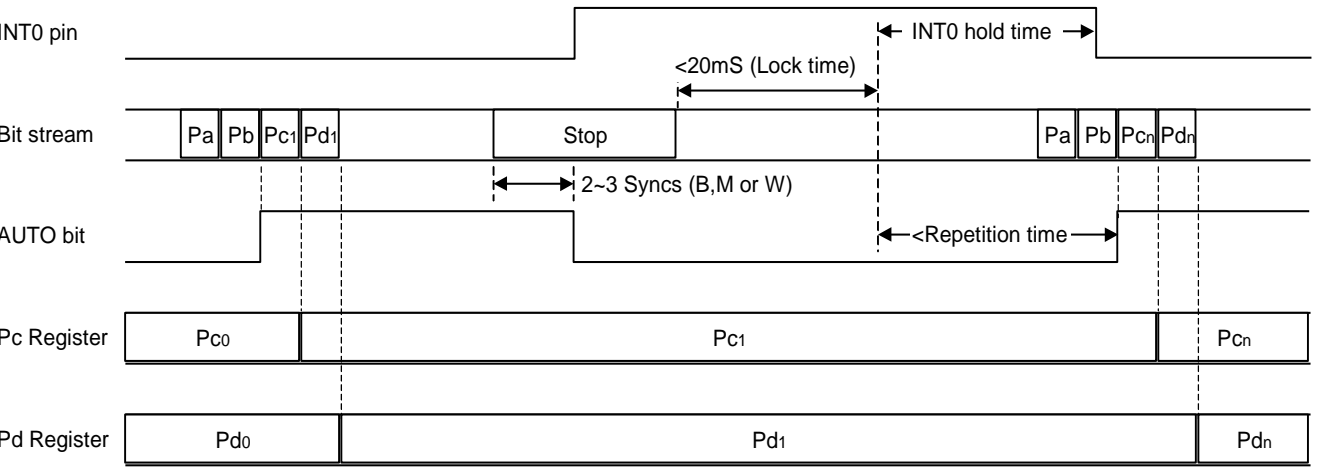 INT0 pin
INT0 hold time
<20mS (Lock time)
Bit stream
Pa Pb Pc1 Pd1 Stop Pa Pb Pcn Pdn
2~3 Syncs (B,M or W)
AUTO bit
<Repetition time
Pc Register Pc0 Pc1 Pcn
Pd Register Pd0 Pd1 Pdn